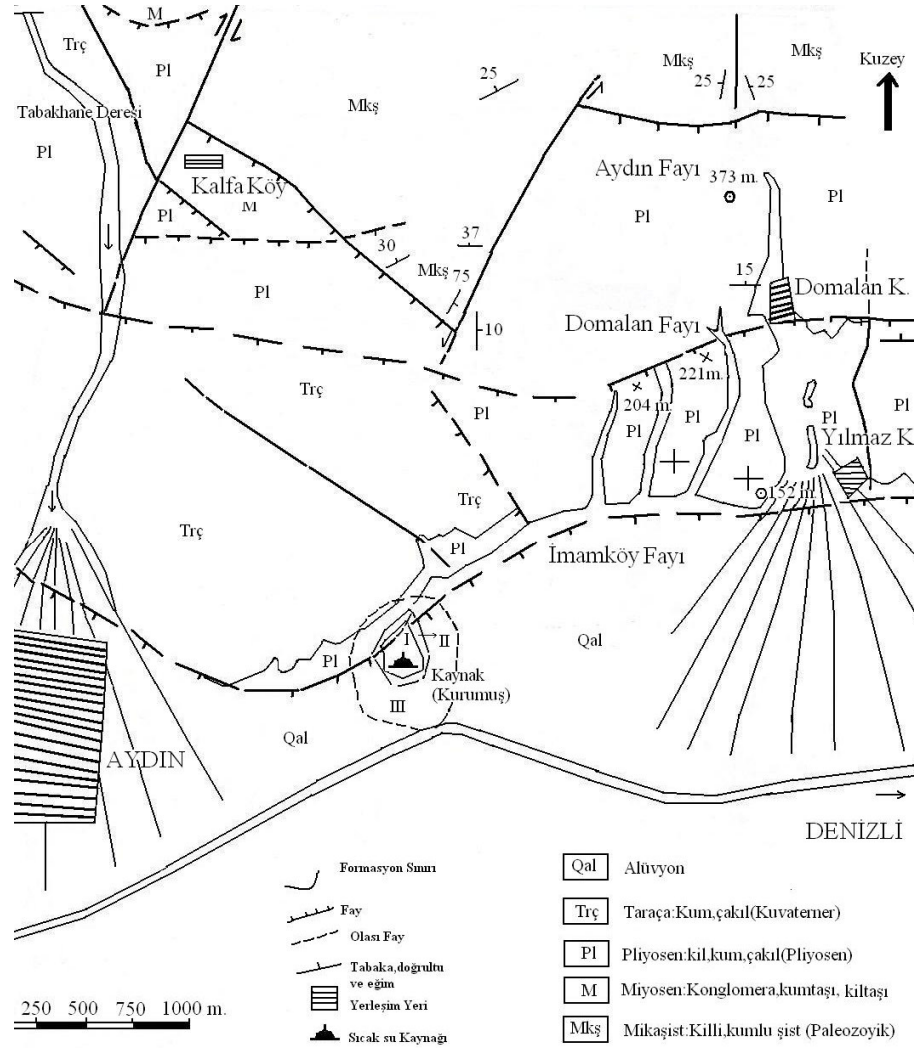 M
Trç
Pl
Mkş
25
Mkş
Mkş
25
25
Kuzey
Tabakhane Deresi
Pl
Kalfa Köy
M
Pl
Aydın Fayı
373 m.
Pl
Pl
30
37
Mkş
75
Pl
15
Domalan K.
10
Domalan Fayı
221m.
204 m.
Trç
Pl
Pl
Pl
Pl
Pl
Pl
Yılmaz K
152 m.
Trç
Trç
Pl
İmamköy Fayı
Qal
I
II
Pl
Kaynak
(Kurumuş)
III
Qal
AYDIN
DENİZLİ
Formasyon Sınırı
Fay
Olası Fay
Tabaka,doğrultu
ve eğim
Yerleşim Yeri
Sıcak su Kaynağı
Qal Alüvyon
Trç Taraça:Kum,çakıl(Kuvaterner)
Pl Pliyosen:kil,kum,çakıl(Pliyosen)
M Miyosen:Konglomera,kumtaşı, kiltaşı
Mkş Mikaşist:Killi,kumlu şist (Paleozoyik)
250 500 750 1000 m.